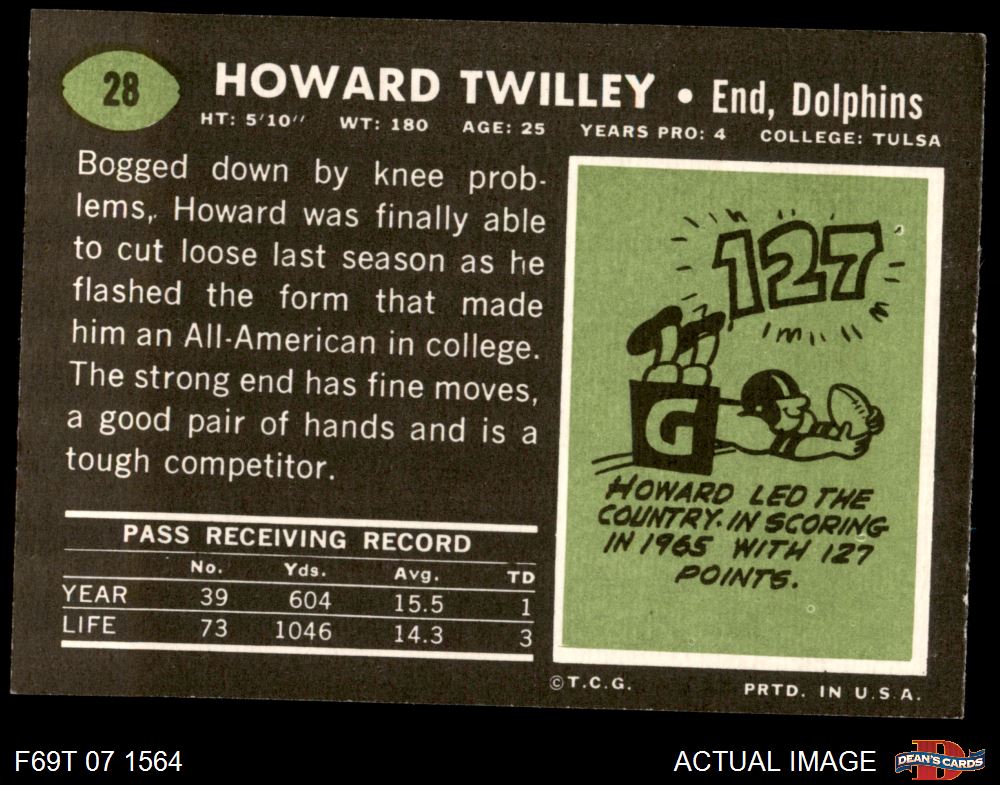 28
HOWARD TWILLEY • End, Dolphins
HT: 5'10" WT: 180 AGE: 25 YEARS PRO: 4 COLLEGE: TULSA
Bogged down by knee prob-
lems, Howard was finally able
to cut loose last season as he
flashed the form that made
him an All-American in college.
The strong end has fine moves,
a good pair of hands and is a
tough competitor.
PASS RECEIVING RECORD
No. Yds. Avg. TD
YEAR 39 604 15.5 1
LIFE 73 1046 14.3 3
127
G
HOWARD LED THE
COUNTRY IN SCORING
IN 1965 WITH 127
POINTS.
©T.C.G. PRTD. IN U.S.A.
F69T 07 1564 ACTUAL IMAGE D DEAN'S CARDS